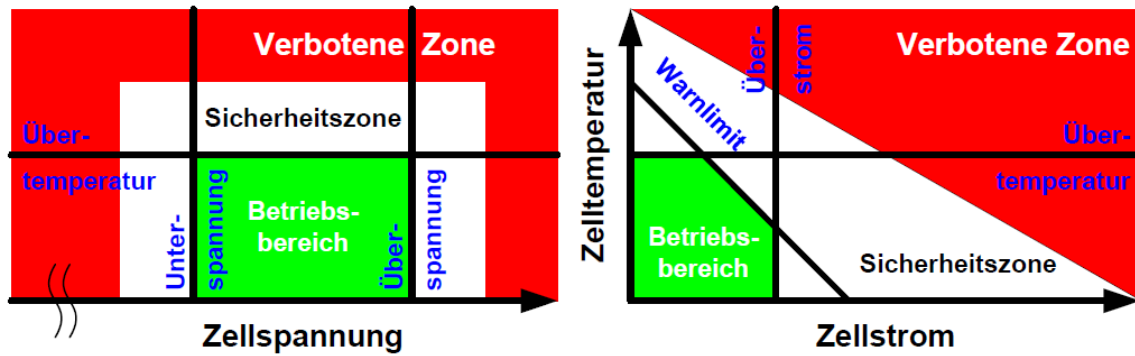 Verbotene Zone
Sicherheitszone
Über-
temperatur
Unter-
spannung
Betriebs-
bereich
Über-
spannung
Zellspannung
Zelltemperatur
Warnlimit
Über-
strom
Verbotene Zone
Über-
temperatur
Betriebs-
bereich
Sicherheitszone
Zellstrom